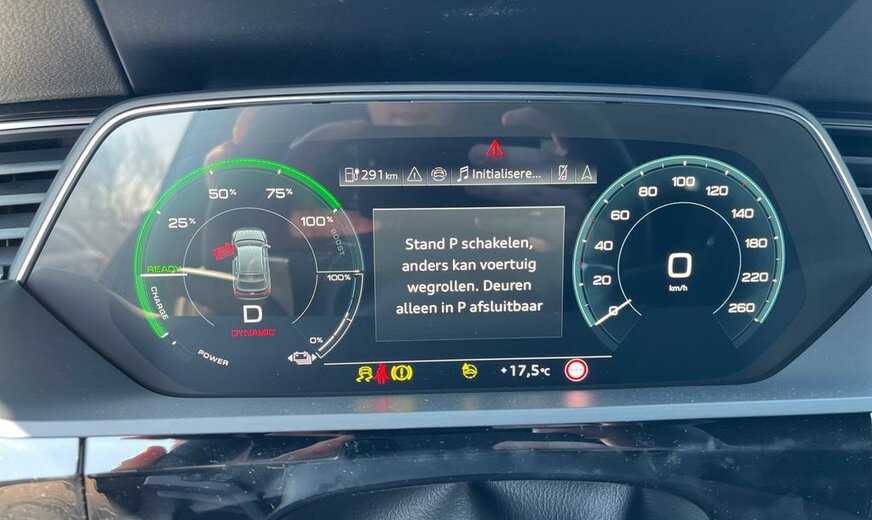 291 km Initialisere...
50%
75%
25%
100%
BOOST
READY
100%
CHARGE
D
DYNAMIC
0%
POWER
Stand P schakelen,
anders kan voertuig
wegrollen. Deuren
alleen in P afsluitbaar
100
80
120
60
140
40
180
20
220
0
260
0
km/h
+17,5°C